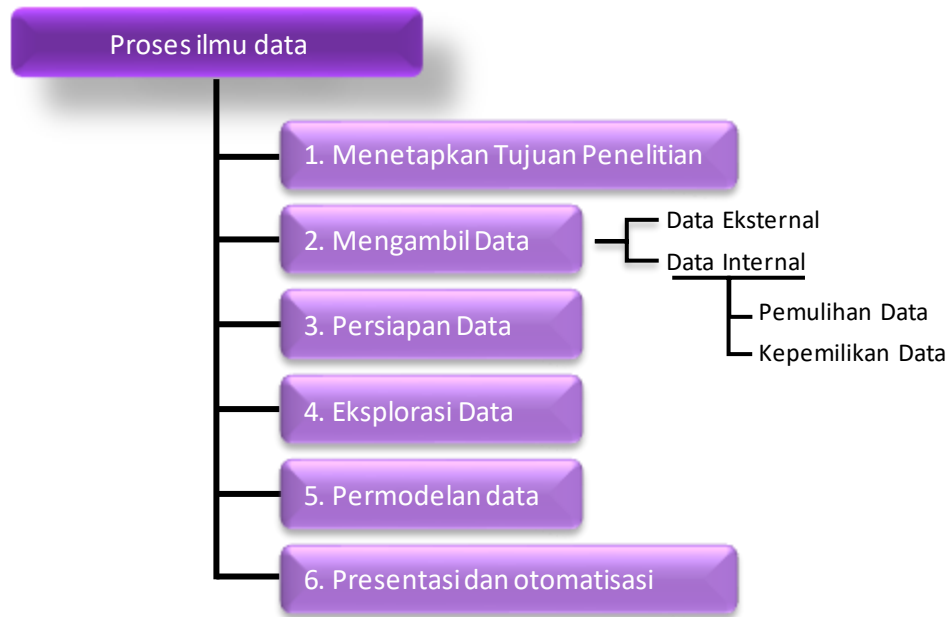 Proses ilmu data
1. Menetapkan Tujuan Penelitian
2. Mengambil Data
Data Eksternal
Data Internal
Pemulihan Data
Kepemilikan Data
3. Persiapan Data
4. Eksplorasi Data
5. Permodelan data
6. Presentasi dan otomatisasi